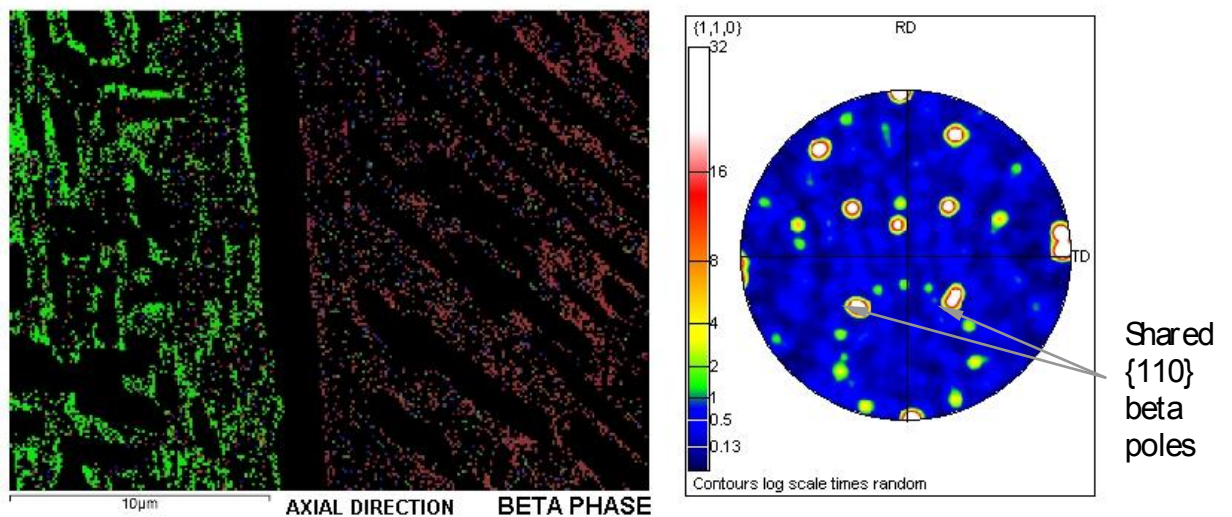 10µm
AXIAL DIRECTION
BETA PHASE
{1,1,0}
RD
32
16
8
4
2
1
0.5
0.13
TD
Contours log scale times random
Shared
{110}
beta
poles